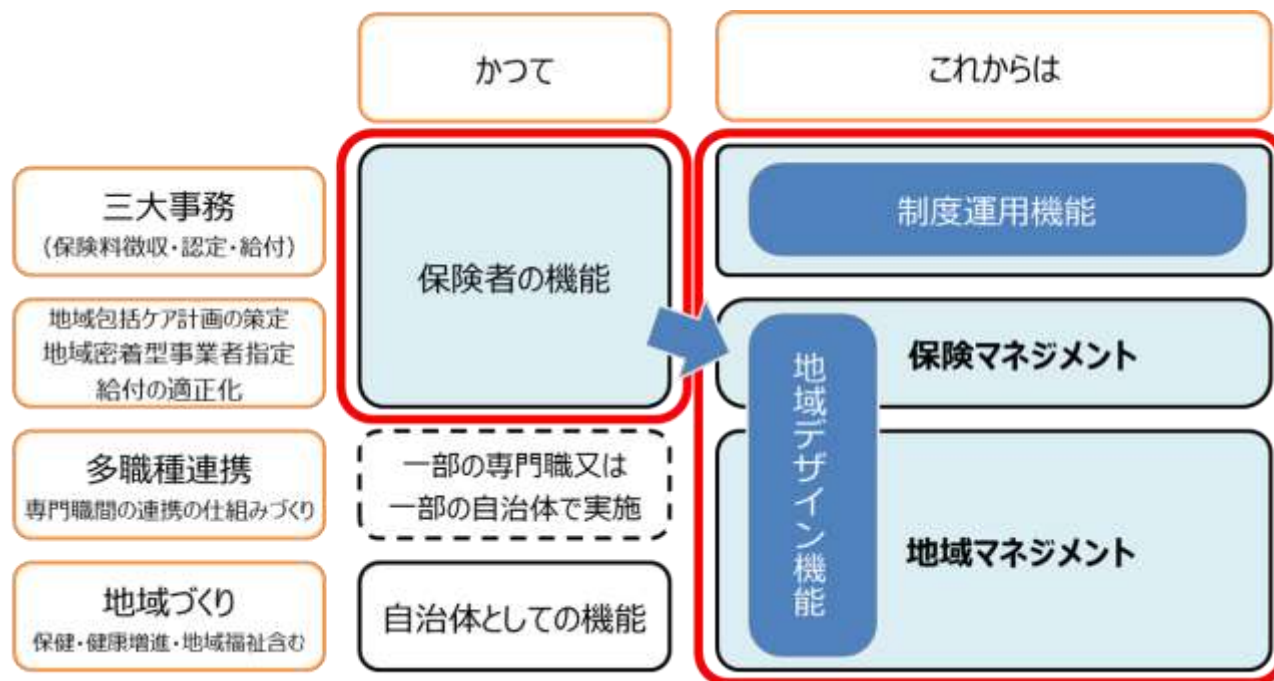 かつて
これからは
三大事務
(保険料徴収・認定・給付)
保険者の機能
制度運用機能
地域包括ケア計画の策定
地域密着型事業者指定
給付の適正化
保険マネジメント
地域デザイン機能
多職種連携
専門職間の連携の仕組みづくり
一部の専門職又は
一部の自治体で実施
地域マネジメント
地域づくり
保健・健康増進・地域福祉含む
自治体としての機能